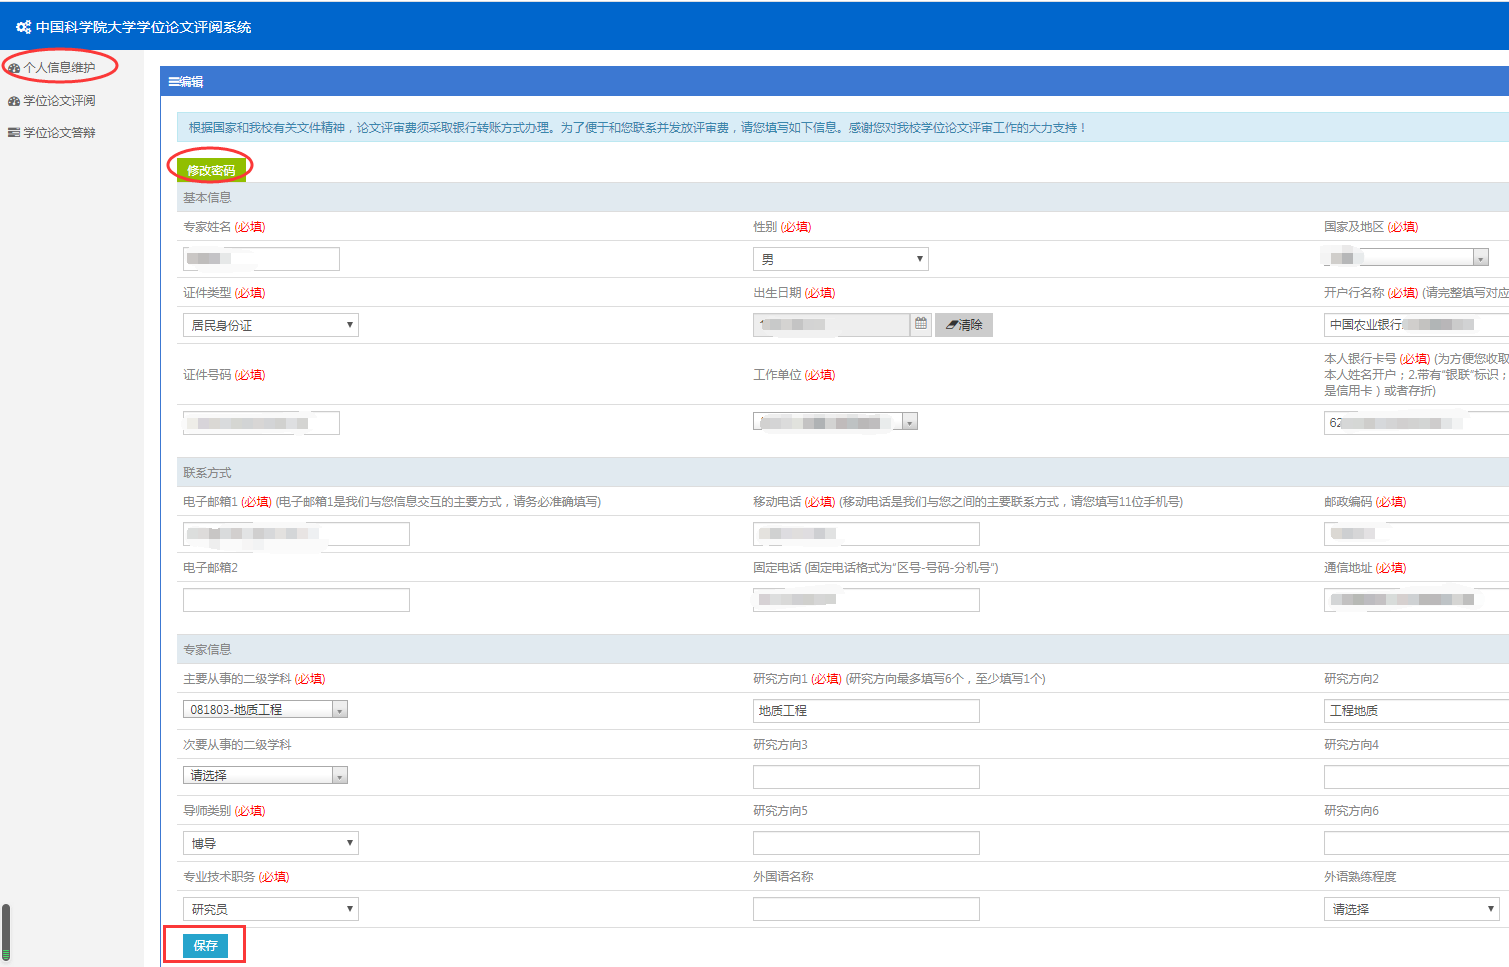 中国科学院大学学位论文评阅系统
个人信息维护
学位论文评阅
学位论文答辩
编辑
根据国家和我校有关文件精神，论文评审费须采取银行转账方式办理。为了便于和您联系并发放评审费，请您填写如下信息。感谢您对我校学位论文评审工作的大力支持！
修改密码
基本信息
专家姓名 (必填) 性别 (必填) 国家及地区 (必填)
男
证件类型 (必填) 出生日期 (必填) 开户行名称 (必填) (请完整填写对应
居民身份证 清除 中国农业银行
证件号码 (必填) 工作单位 (必填) 本人银行卡号 (必填) (为方便您收取
本人姓名开户；2.带有“银联”标识；
是信用卡）或者存折)
62
联系方式
电子邮箱1 (必填) (电子邮箱1是我们与您信息交互的主要方式，请务必准确填写) 移动电话 (必填) (移动电话是我们与您之间的主要联系方式，请您填写11位手机号) 邮政编码 (必填)
电子邮箱2 固定电话 (固定电话格式为“区号-号码-分机号”) 通信地址 (必填)
专家信息
主要从事的二级学科 (必填) 研究方向1 (必填) (研究方向最多填写6个，至少填写1个) 研究方向2
081803-地质工程 地质工程 工程地质
次要从事的二级学科 研究方向3 研究方向4
请选择
导师类别 (必填) 研究方向5 研究方向6
博导
专业技术职务 (必填) 外国语名称 外语熟练程度
研究员 请选择
保存